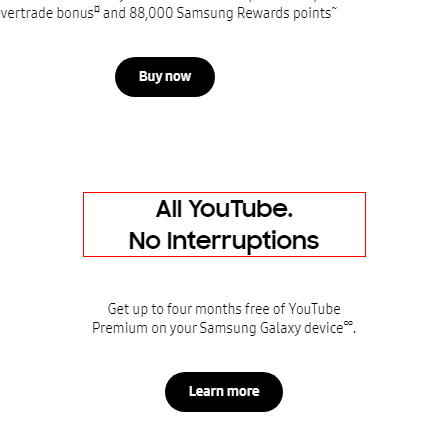 vertrade bonus¤ and 88,000 Samsung Rewards points~
Buy now
All YouTube.
No Interruptions
Get up to four months free of YouTube
Premium on your Samsung Galaxy device∞.
Learn more